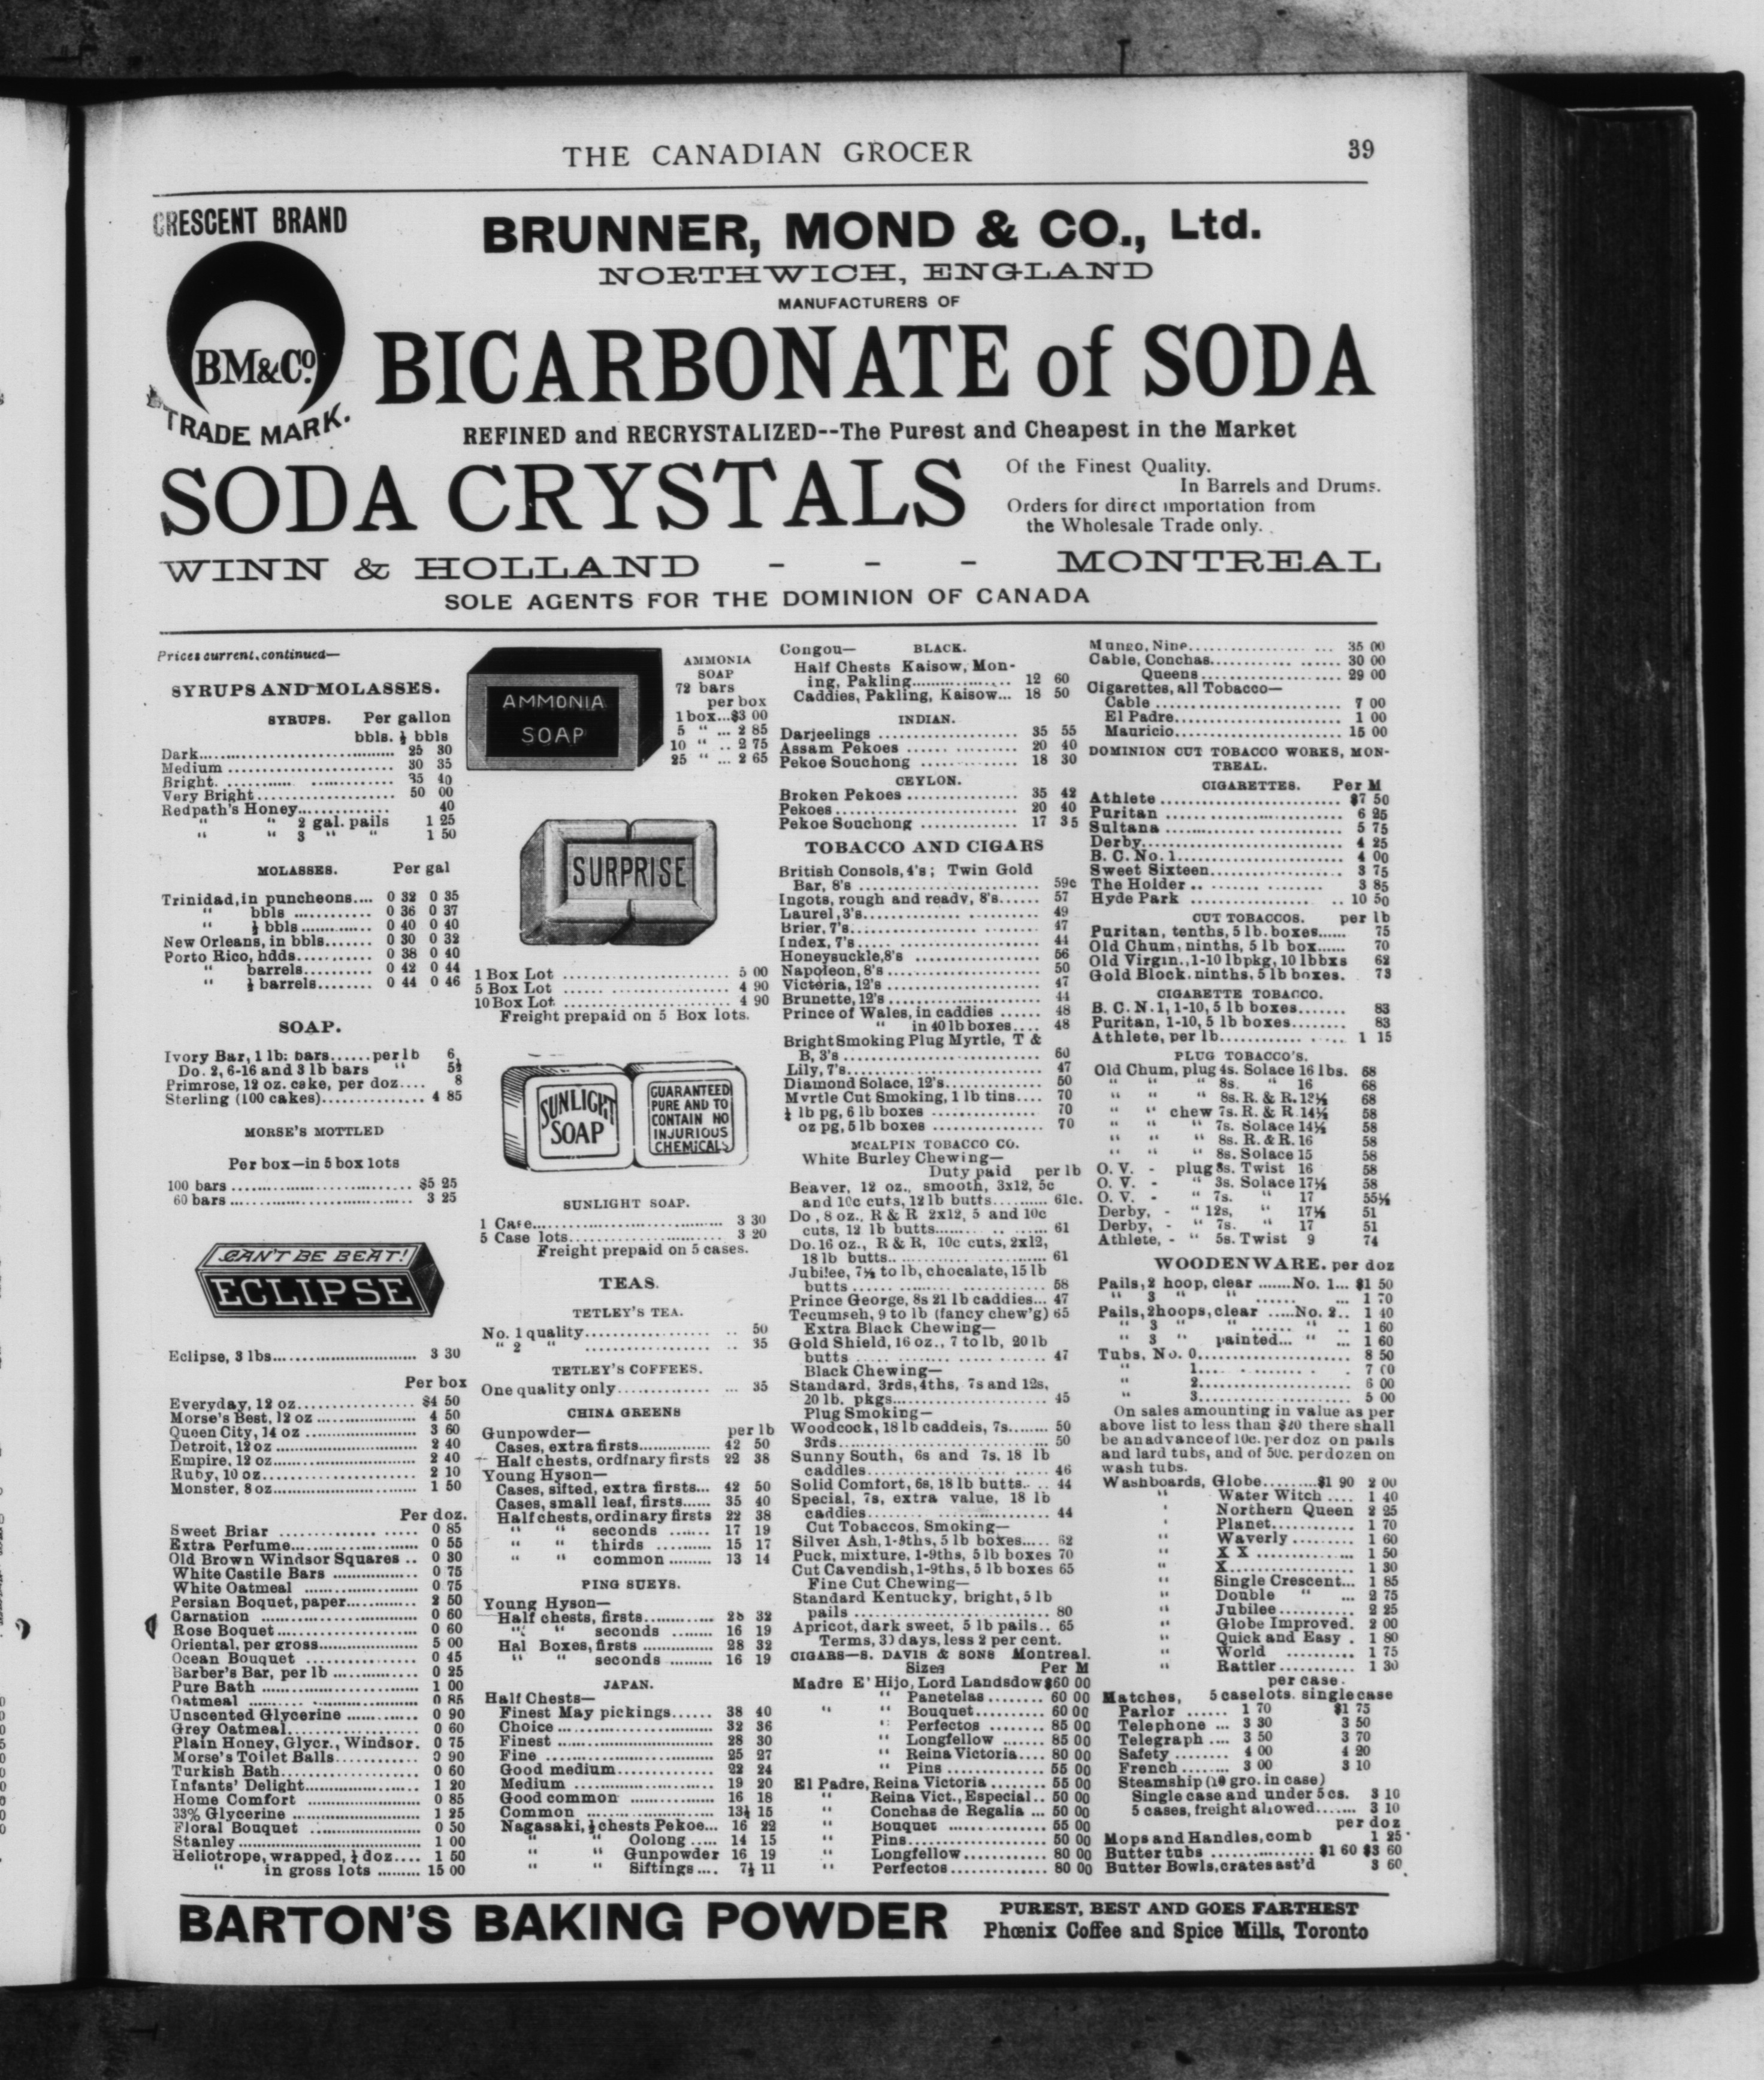 THE CANADIAN GROCER
39
CRESCENT BRAND
BM&Co.
TRADE MARK.
BRUNNER, MOND & CO., Ltd.
NORTHWICH, ENGLAND
MANUFACTURERS OF
BICARBONATE of SODA
REFINED and RECRYSTALIZED--The Purest and Cheapest in the Market
SODA CRYSTALS
Of the Finest Quality.
In Barrels and Drums.
Orders for direct importation from
the Wholesale Trade only.
WINN & HOLLAND - - - MONTREAL
SOLE AGENTS FOR THE DOMINION OF CANADA
Prices current, continued—
SYRUPS AND MOLASSES.
SYRUPS. Per gallon
bbls. ½ bbls
Dark........ 25 30
Medium ........ 30 35
Bright. ........ 35 40
Very Bright........ 50 00
Redpath's Honey........ 40
" " 2 gal. pails 1 25
" " 3 " " 1 50
MOLASSES. Per gal
Trinidad, in puncheons.... 0 32 0 35
" bbls ........ 0 36 0 37
" ½ bbls ........ 0 40 0 40
New Orleans, in bbls....... 0 30 0 32
Porto Rico, hdds........ 0 38 0 40
" barrels........ 0 42 0 44
" ½ barrels........ 0 44 0 46
SOAP.
Ivory Bar, 1 lb. bars......per lb 6
Do. 2, 6-16 and 3 lb bars " 5½
Primrose, 12 oz. cake, per doz.... 8
Sterling (100 cakes)........ 4 85
MORSE'S MOTTLED
Per box—in 5 box lots
100 bars ........ $5 25
60 bars ........ 3 25
CAN'T BE BEAT!
ECLIPSE
Eclipse, 3 lbs........ 3 30
Per box
Everyday, 12 oz........ $4 50
Morse's Best, 12 oz ........ 4 50
Queen City, 14 oz ........ 3 60
Detroit, 12 oz ........ 2 40
Empire, 12 oz........ 2 40
Ruby, 10 oz........ 2 10
Monster, 8 oz........ 1 50
Per doz.
Sweet Briar ........ 0 85
Extra Perfume........ 0 55
Old Brown Windsor Squares .. 0 30
White Castile Bars ........ 0 75
White Oatmeal ........ 0 75
Persian Boquet, paper........ 2 50
Carnation ........ 0 60
Rose Boquet........ 0 60
Oriental, per gross........ 5 00
Ocean Bouquet ........ 0 45
Barber's Bar, per lb ........ 0 25
Pure Bath ........ 1 00
Oatmeal ........ 0 85
Unscented Glycerine ........ 0 90
Grey Oatmeal........ 0 60
Plain Honey, Glycr., Windsor. 0 75
Morse's Toilet Balls........ 0 90
Turkish Bath........ 0 60
Infants' Delight........ 1 20
Home Comfort ........ 0 85
33% Glycerine ........ 1 25
Floral Bouquet ........ 0 50
Stanley ........ 1 00
Heliotrope, wrapped, ¼ doz.... 1 50
" in gross lots ........ 15 00
AMMONIA
SOAP
AMMONIA
SOAP
72 bars
per box
1 box...$3 00
5 " ... 2 85
10 " .. 2 75
25 " ... 2 65
SURPRISE
1 Box Lot ........ 5 00
5 Box Lot ........ 4 90
10 Box Lot ........ 4 90
Freight prepaid on 5 Box lots.
SUNLIGHT
SOAP
GUARANTEED
PURE AND TO
CONTAIN NO
INJURIOUS
CHEMICALS
SUNLIGHT SOAP.
1 Case........ 3 30
5 Case lots........ 3 20
Freight prepaid on 5 cases.
TEAS.
TETLEY'S TEA.
No. 1 quality........ 50
" 2 " ........ 35
TETLEY'S COFFEES.
One quality only........ 35
CHINA GREENS
Gunpowder— per lb
Cases, extra firsts........ 42 50
Half chests, ordinary firsts 22 38
Young Hyson—
Cases, sifted, extra firsts... 42 50
Cases, small leaf, firsts...... 35 40
Half chests, ordinary firsts 22 38
" " seconds ....... 17 19
" " thirds ........ 15 17
" " common ........ 13 14
PING SUEYS.
Young Hyson—
Half chests, firsts........ 28 32
" " seconds ........ 16 19
Hal Boxes, firsts ........ 28 32
" " seconds ........ 16 19
JAPAN.
Half Chests—
Finest May pickings...... 38 40
Choice ........ 32 36
Finest ........ 28 30
Fine ........ 25 27
Good medium........ 22 24
Medium ........ 19 20
Good common ........ 16 18
Common ........ 13½ 15
Nagasaki, ½ chests Pekoe... 16 22
" " Oolong ..... 14 15
" " Gunpowder 16 19
" " Siftings.... 7½ 11
Congou— BLACK.
Half Chests Kaisow, Mon-
ing, Pakling........ 12 60
Caddies, Pakling, Kaisow... 18 50
INDIAN.
Darjeelings ........ 35 55
Assam Pekoes ........ 20 40
Pekoe Souchong ........ 18 30
CEYLON.
Broken Pekoes ........ 35 42
Pekoes ........ 20 40
Pekoe Souchong ........ 17 35
TOBACCO AND CIGARS
British Consols, 4's; Twin Gold
Bar, 8's ........ 59c
Ingots, rough and ready, 8's...... 57
Laurel, 3's........ 49
Brier, 7's........ 47
Index, 7's........ 44
Honeysuckle, 8's ........ 56
Napoleon, 8's ........ 50
Victoria, 12's ........ 47
Brunette, 12's ........ 44
Prince of Wales, in caddies ...... 48
" in 40 lb boxes.... 48
Bright Smoking Plug Myrtle, T &
B, 3's ........ 60
Lily, 7's........ 47
Diamond Solace, 12's........ 50
Myrtle Cut Smoking, 1 lb tins.... 70
½ lb pg, 6 lb boxes ........ 70
oz pg, 5 lb boxes ........ 70
MCALPIN TOBACCO CO.
White Burley Chewing—
Duty paid per lb
Beaver, 12 oz., smooth, 3x12, 5c
and 10c cuts, 12 lb butts........ 61c.
Do, 8 oz., R & R 2x12, 5 and 10c
cuts, 12 lb butts........ 61
Do. 16 oz., R & R, 10c cuts, 2x12,
18 lb butts........ 61
Jubilee, 7½ to lb, chocalate, 15 lb
butts ........ 58
Prince George, 8s 21 lb caddies... 47
Tecumseh, 9 to lb (fancy chew'g) 65
Extra Black Chewing—
Gold Shield, 16 oz., 7 to lb, 20 lb
butts ........ 47
Black Chewing—
Standard, 3rds, 4ths, 7s and 12s,
20 lb. pkgs........ 45
Plug Smoking—
Woodcock, 18 lb caddeis, 7s........ 50
3rds........ 50
Sunny South, 6s and 7s. 18 lb
caddles........ 46
Solid Comfort, 6s, 18 lb butts... .. 44
Special, 7s, extra value, 18 lb
caddies........ 44
Cut Tobaccos, Smoking—
Silver Ash, 1-9ths, 5 lb boxes..... 62
Puck, mixture, 1-9ths, 5 lb boxes 70
Cut Cavendish, 1-9ths, 5 lb boxes 65
Fine Cut Chewing—
Standard Kentucky, bright, 5 lb
pails ........ 80
Apricot, dark sweet, 5 lb pails.. 65
Terms, 30 days, less 2 per cent.
CIGARS—S. DAVIS & SONS Montreal.
Sizes Per M
Madre E' Hijo, Lord Landsdow $60 00
" Panetelas ........ 60 00
" " Bouquet........ 60 00
" Perfectos ........ 85 00
" Longfellow ....... 85 00
" Reina Victoria.... 80 00
" Pins ........ 55 00
El Padre, Reina Victoria ........ 55 00
" Reina Vict., Especial.. 50 00
" Conchas de Regalia ... 50 00
" Bouquet ........ 55 00
" Pins........ 50 00
" Longfellow........ 80 00
" Perfectos ........ 80 00
Mungo, Nine........ 35 00
Cable, Conchas........ 30 00
Queens ........ 29 00
Cigarettes, all Tobacco—
Cable ........ 7 00
El Padre........ 1 00
Mauricio........ 15 00
DOMINION CUT TOBACCO WORKS, MON-
TREAL.
CIGARETTES. Per M
Athlete ........ $7 50
Puritan ........ 6 25
Sultana ........ 5 75
Derby........ 4 25
B. C. No. 1........ 4 00
Sweet Sixteen........ 3 75
The Holder ........ 3 85
Hyde Park ........ 10 50
CUT TOBACCOS. per lb
Puritan, tenths, 5 lb. boxes...... 75
Old Chum, ninths, 5 lb box...... 70
Old Virgin., 1-10 lb pkg, 10 lb bxs 62
Gold Block, ninths, 5 lb boxes. 73
CIGARETTE TOBACCO.
B. C. N. 1, 1-10, 5 lb boxes....... 83
Puritan, 1-10, 5 lb boxes........ 83
Athlete, per lb........ 1 15
PLUG TOBACCO'S.
Old Chum, plug 4s. Solace 16 lbs. 68
" " " 8s. " 16 68
" " " 8s. R. & R. 13½ 68
" " chew 7s. R. & R. 14½ 58
" " " 7s. Solace 14½ 58
" " " 8s. R. & R. 16 58
" " " 8s. Solace 15 58
O. V. - plug 8s. Twist 16 58
O. V. - " 3s. Solace 17½ 58
O. V. - " 7s. " 17 55½
Derby, - " 12s, " 17½ 51
Derby, - " 7s. " 17 51
Athlete, - " 5s. Twist 9 74
WOODENWARE. per doz
Pails, 2 hoop, clear .......No. 1... $1 50
" 3 " " ...... ... 1 70
Pails, 2 hoops, clear .....No. 2.. 1 40
" 3 " " ...... " .. 1 60
" 3 " painted... " ... 1 60
Tubs, No. 0........ 8 50
" 1........ 7 00
" 2........ 6 00
" 3........ 5 00
On sales amounting in value as per
above list to less than $40 there shall
be an advance of 10c. per doz on pails
and lard tubs, and of 50c. per dozen on
wash tubs.
Washboards, Globe........$1 90 2 00
" Water Witch .... 1 40
" Northern Queen 2 25
" Planet........ 1 70
" Waverly ........ 1 60
" X X ........ 1 50
" X........ 1 30
" Single Crescent... 1 85
" Double " ... 2 75
" Jubilee........ 2 25
" Globe Improved. 2 00
" Quick and Easy . 1 80
" World ........ 1 75
" Rattler........ 1 30
per case.
Matches, 5 case lots. single case
Parlor ...... 1 70 $1 75
Telephone ... 3 30 3 50
Telegraph .... 3 50 3 70
Safety ........ 4 00 4 20
French ........ 3 00 3 10
Steamship (10 gro. in case)
Single case and under 5 cs. 3 10
5 cases, freight allowed....... 3 10
per doz
Mops and Handles, comb 1 25
Butter tubs ........ $1 60 $3 60
Butter Bowls, crates ast'd 3 60
BARTON'S BAKING POWDER
PUREST, BEST AND GOES FARTHEST
Phœnix Coffee and Spice Mills, Toronto